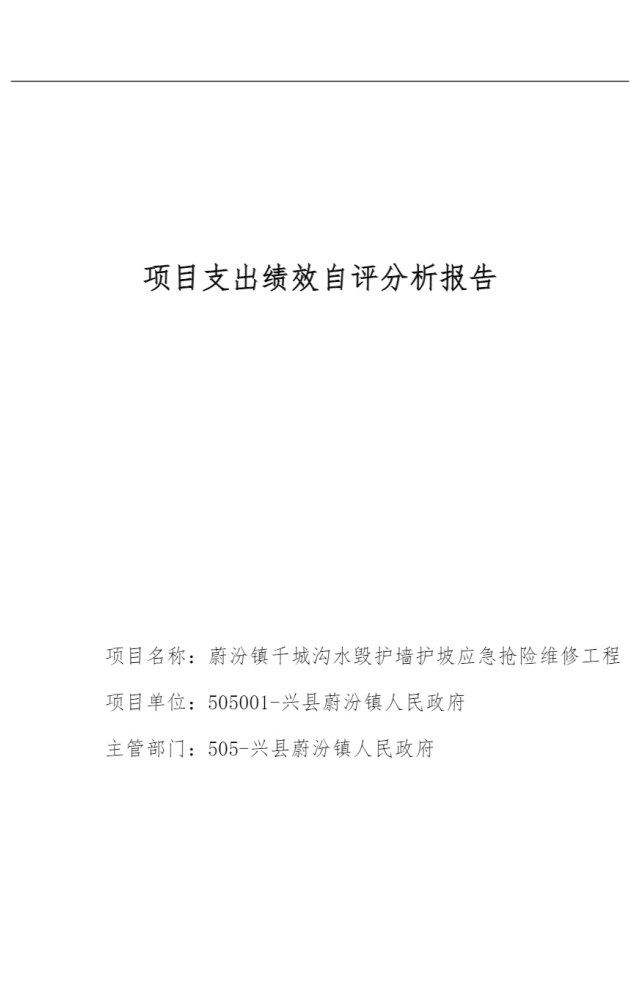 项目支出绩效自评分析报告
项目名称：蔚汾镇千城沟水毁护墙护坡应急抢险维修工程
项目单位：505001-兴县蔚汾镇人民政府
主管部门：505-兴县蔚汾镇人民政府